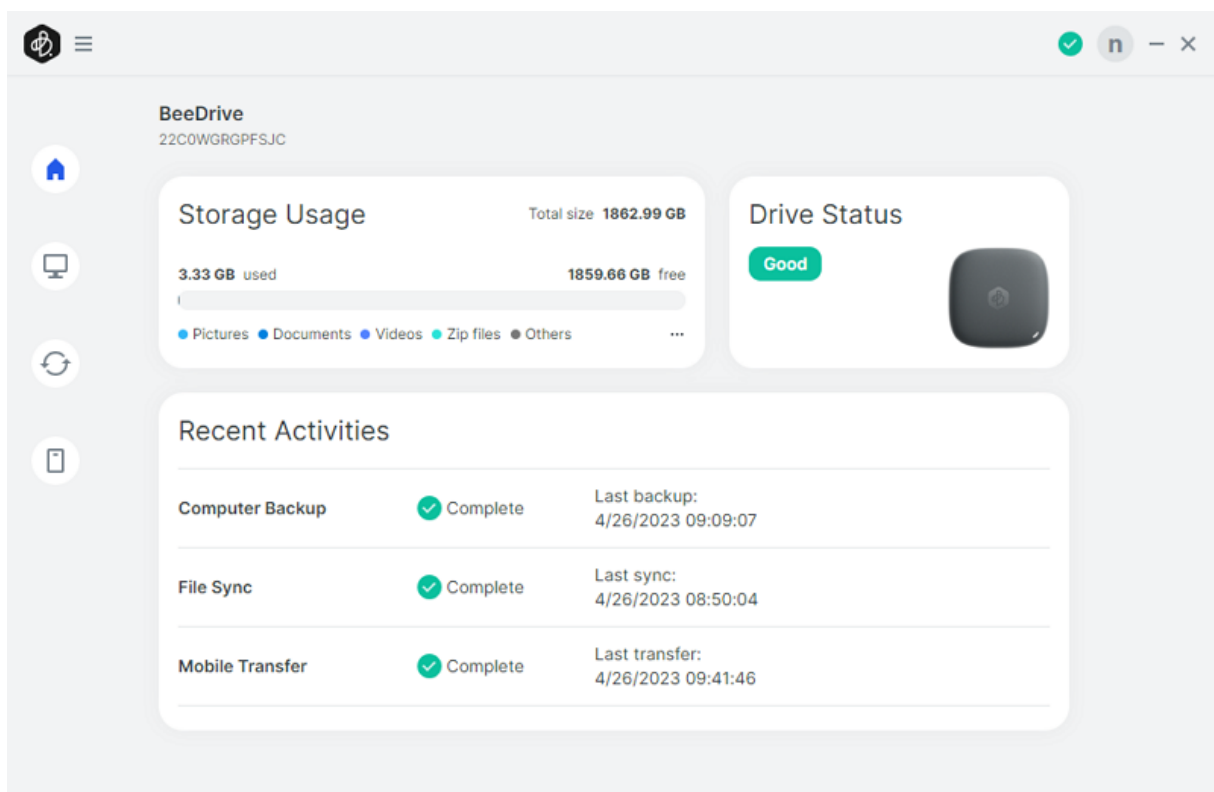 n
BeeDrive
22C0WGRGPFSJC
Storage Usage
Total size 1862.99 GB
3.33 GB used
1859.66 GB free
Pictures Documents Videos Zip files Others
Drive Status
Good
Recent Activities
Computer Backup
Complete
Last backup:
4/26/2023 09:09:07
File Sync
Complete
Last sync:
4/26/2023 08:50:04
Mobile Transfer
Complete
Last transfer:
4/26/2023 09:41:46